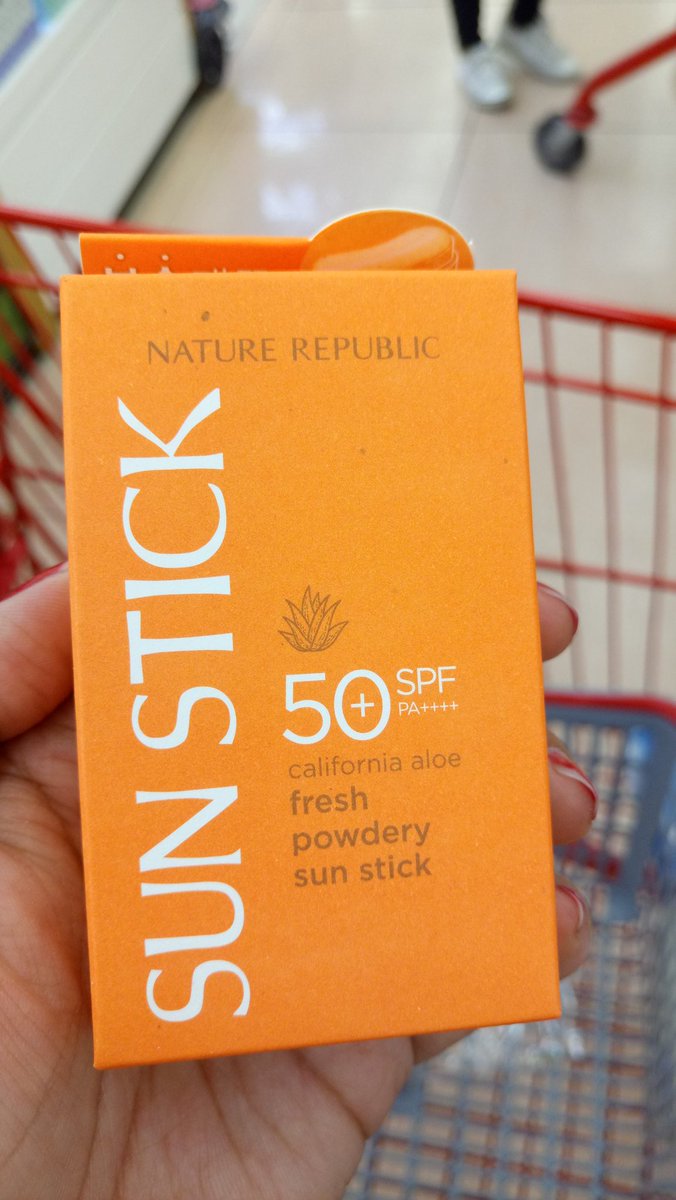 NATURE REPUBLIC
SUN STICK
50+ SPF
PA++++
california aloe
fresh
powdery
sun stick